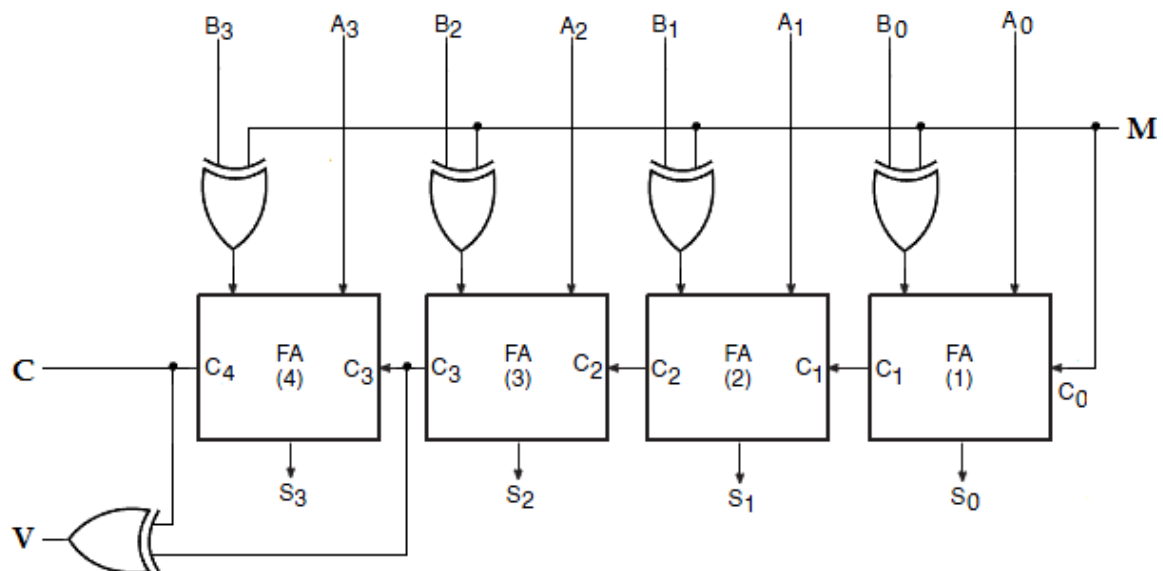 B3 A3 B2 A2 B1 A1 B0 A0
M
FA FA FA FA
C C4 (4) C3 C3 (3) C2 C2 (2) C1 C1 (1) C0
S3 S2 S1 S0
V